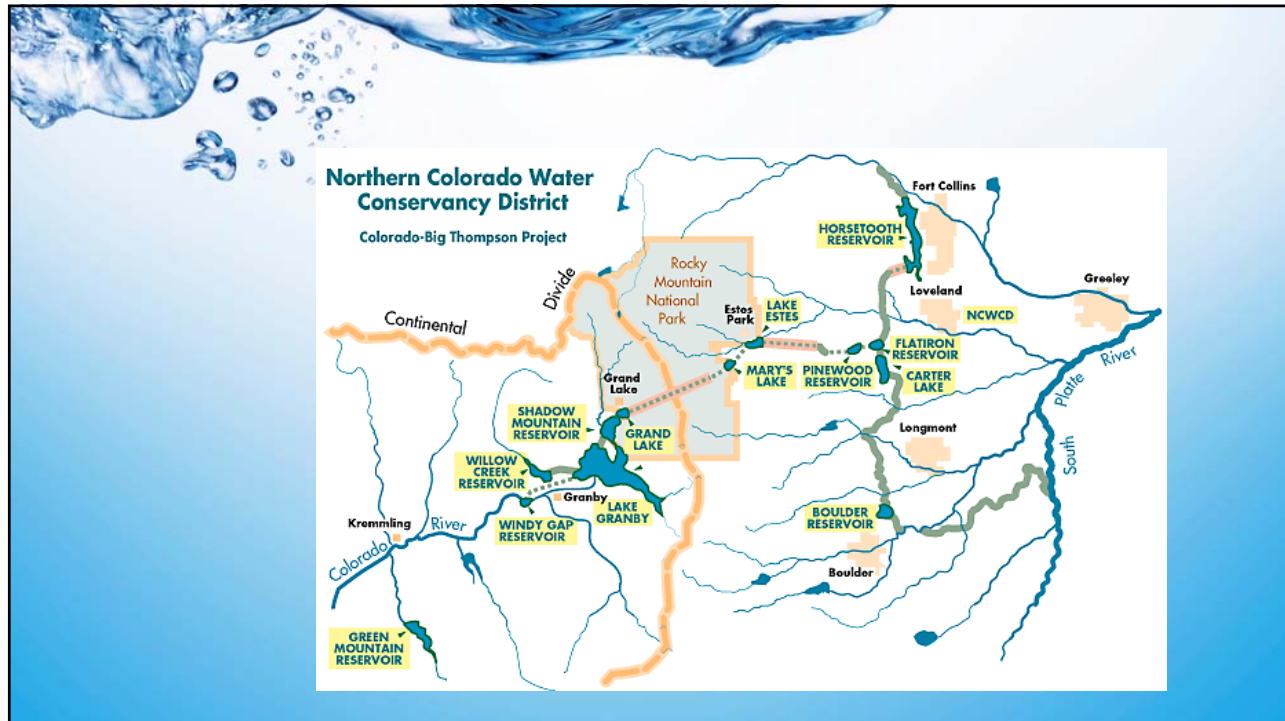 Northern Colorado Water
Conservancy District
Colorado-Big Thompson Project
Fort Collins
HORSETOOTH
RESERVOIR
Rocky
Mountain
National
Park
Divide
Continental
Greeley
Loveland
NCWCD
Estes
Park
LAKE
ESTES
FLATIRON
RESERVOIR
MARY'S
LAKE
PINEWOOD
RESERVOIR
CARTER
LAKE
Platte
River
South
Grand
Lake
SHADOW
MOUNTAIN
RESERVOIR
GRAND
LAKE
Longmont
WILLOW
CREEK
RESERVOIR
Granby
LAKE
GRANBY
WINDY GAP
RESERVOIR
BOULDER
RESERVOIR
Kremmling
Colorado
River
Boulder
GREEN
MOUNTAIN
RESERVOIR